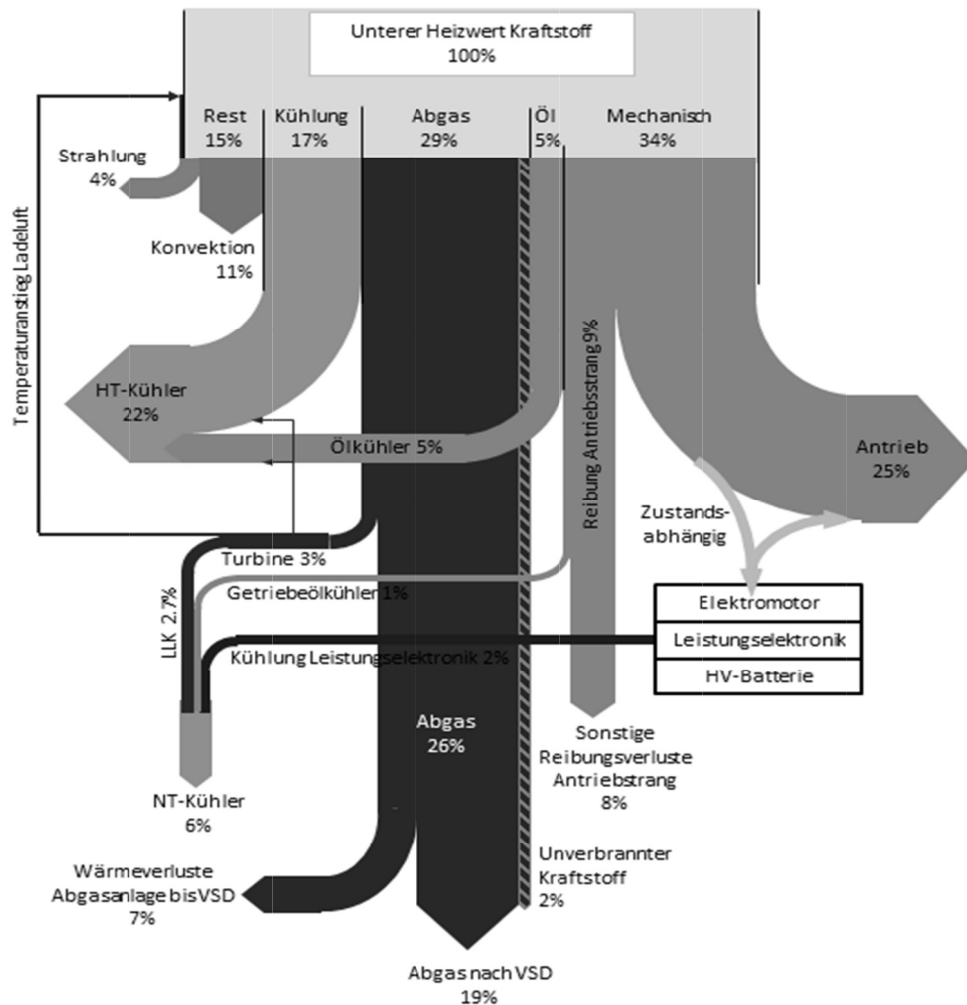 Unterer Heizwert Kraftstoff
100%
Rest
15%
Kühlung
17%
Abgas
29%
Öl
5%
Mechanisch
34%
Strahlung
4%
Konvektion
11%
Temperaturanstieg Ladeluft
HT-Kühler
22%
Ölkühler 5%
Reibung Antriebsstrang 9%
Antrieb
25%
Zustands-
abhängig
Turbine 3%
Getriebeölkühler 1%
LLK 2.7%
Kühlung Leistungselektronik 2%
Elektromotor
Leistungselektronik
HV-Batterie
Abgas
26%
Sonstige
Reibungsverluste
Antriebstrang
8%
NT-Kühler
6%
Wärmeverluste
Abgasanlage bis VSD
7%
Unverbrannter
Kraftstoff
2%
Abgas nach VSD
19%